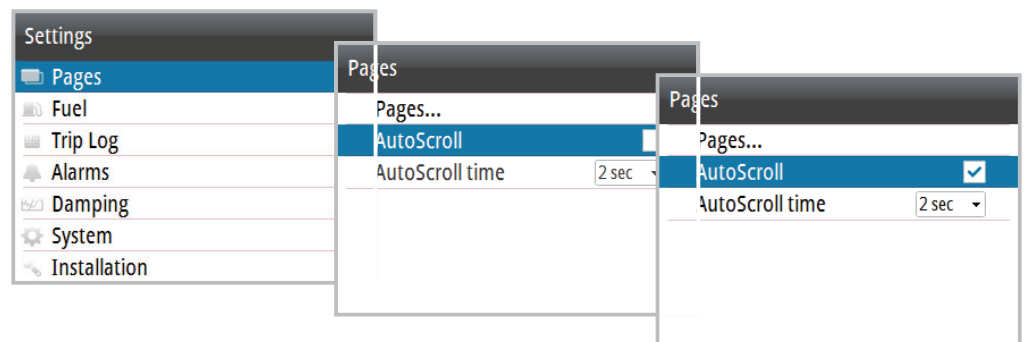 Settings
Pages
Fuel
Trip Log
Alarms
Damping
System
Installation
Pages
Pages...
AutoScroll
AutoScroll time 2 sec
Pages
Pages...
AutoScroll
AutoScroll time 2 sec